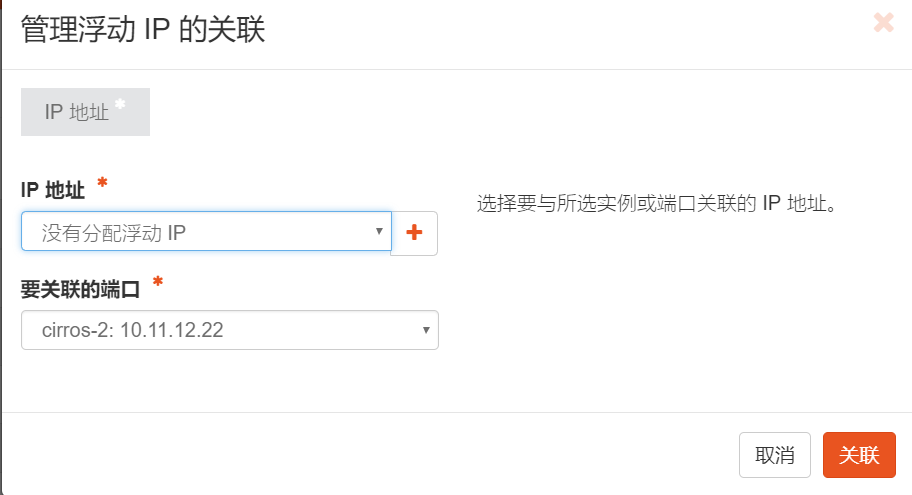 管理浮动 IP 的关联
IP 地址 *
IP 地址 *
没有分配浮动 IP
选择要与所选实例或端口关联的 IP 地址。
要关联的端口 *
cirros-2: 10.11.12.22
取消
关联